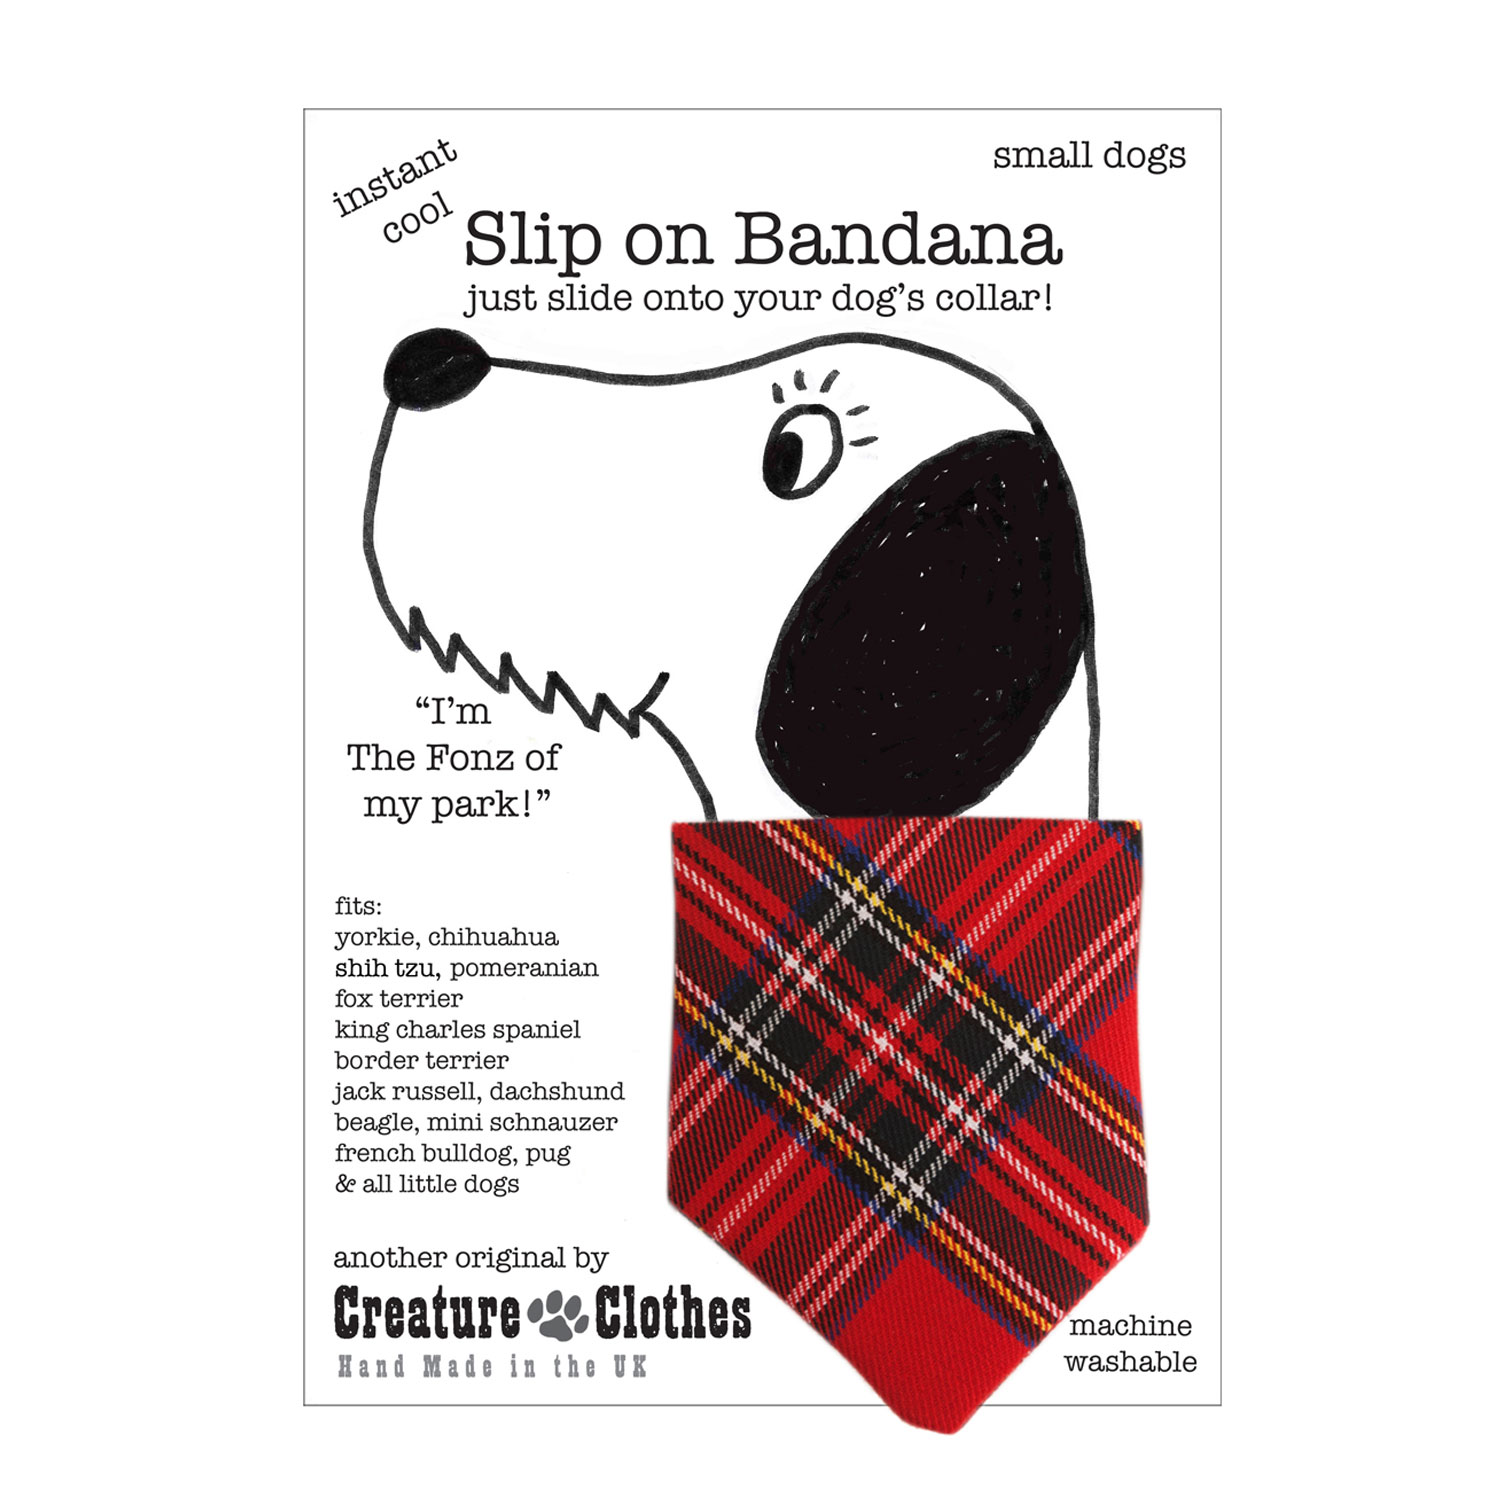 instant
cool
small dogs
Slip on Bandana
just slide onto your dog's collar!
“I'm
The Fonz of
my park!”
fits:
yorkie, chihuahua
shih tzu, pomeranian
fox terrier
king charles spaniel
border terrier
jack russell, dachshund
beagle, mini schnauzer
french bulldog, pug
& all little dogs
another original by
Creature Clothes
Hand Made in the UK
machine
washable